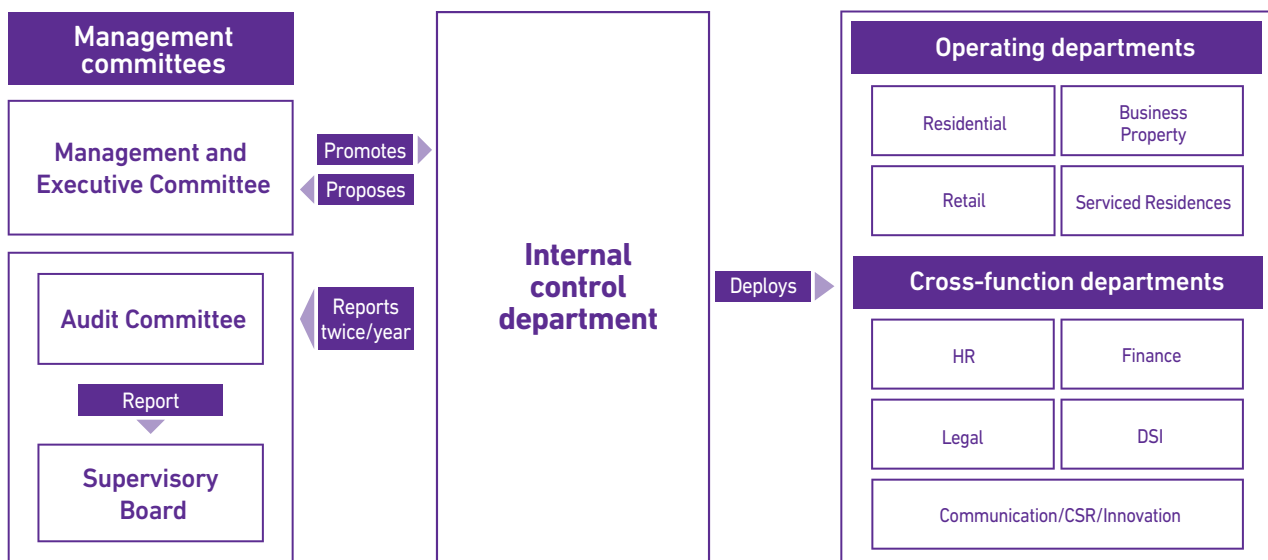 Management
committees
Management and
Executive Committee
Promotes
Proposes
Audit Committee
Reports
twice/year
Report
Supervisory
Board
Internal
control
department
Deploys
Operating departments
Residential
Business
Property
Retail
Serviced Residences
Cross-function departments
HR
Finance
Legal
DSI
Communication/CSR/Innovation